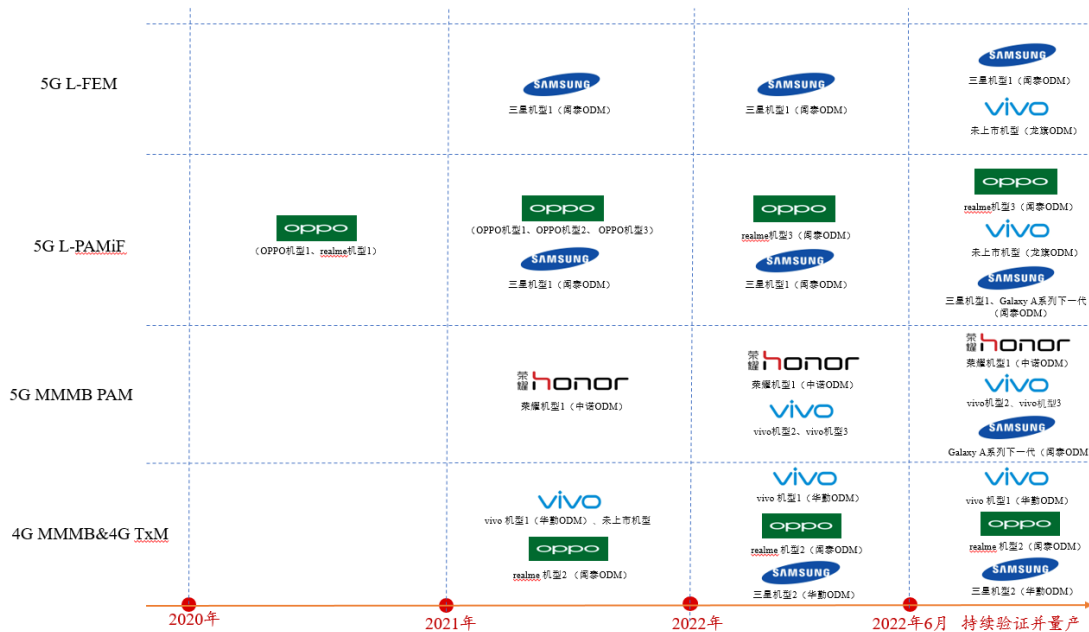 5G L-FEM
SAMSUNG
三星机型1（闻泰ODM）
SAMSUNG
三星机型1（闻泰ODM）
SAMSUNG
三星机型1（闻泰ODM）
vivo
未上市机型（龙旗ODM）
5G L-PAMiF
oppo
（OPPO机型1、realme机型1）
oppo
（OPPO机型1、OPPO机型2、 OPPO机型3）
SAMSUNG
三星机型1（闻泰ODM）
oppo
realme机型3（闻泰ODM）
SAMSUNG
三星机型1（闻泰ODM）
oppo
realme机型3（闻泰ODM）
vivo
未上市机型（龙旗ODM）
SAMSUNG
三星机型1、Galaxy A系列下一代
（闻泰ODM）
5G MMMB PAM
荣耀 honor
荣耀机型1（中诺ODM）
荣耀 honor
荣耀机型1（中诺ODM）
vivo
vivo机型2、vivo机型3
荣耀 honor
荣耀机型1（中诺ODM）
vivo
vivo机型2、vivo机型3
SAMSUNG
Galaxy A系列下一代（闻泰ODM
4G MMMB&4G TxM
vivo
vivo 机型1（华勤ODM）、未上市机型
oppo
realme 机型2（闻泰ODM）
vivo
vivo 机型1（华勤ODM）
oppo
realme 机型2（闻泰ODM）
SAMSUNG
三星机型2（华勤ODM）
vivo
vivo 机型1（华勤ODM）
oppo
realme 机型2（闻泰ODM）
SAMSUNG
三星机型2（华勤ODM）
2020年
2021年
2022年
2022年6月 持续验证并量产